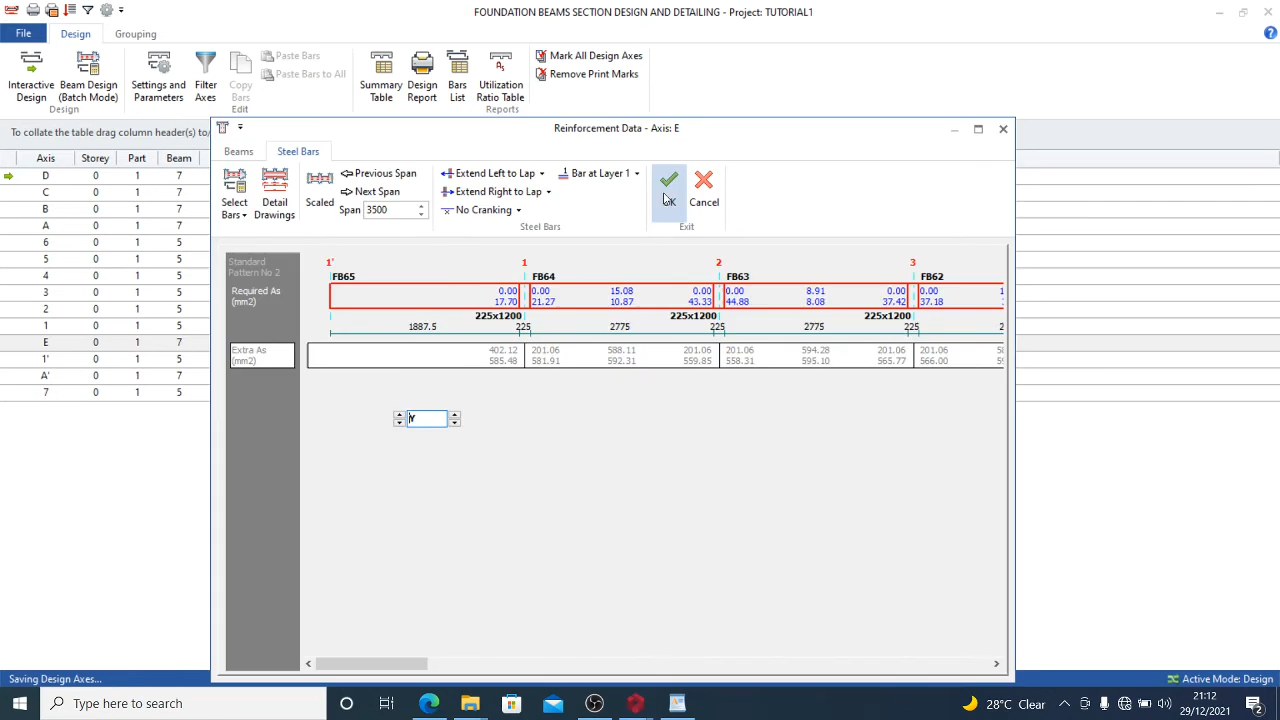 FOUNDATION BEAMS SECTION DESIGN AND DETAILING - Project: TUTORIAL1
File Design Grouping
Interactive Design
Beam Design (Batch Mode)
Settings and Parameters
Filter Axes
Copy Bars
Paste Bars
Paste Bars to All
Summary Table
Design Report
Bars List
Utilization Ratio Table
Mark All Design Axes
Remove Print Marks
Design Edit Reports
To collate the table drag column header(s) to/
Axis Storey Part Beam
D 0 1 7
C 0 1 7
B 0 1 7
A 0 1 7
6 0 1 5
5 0 1 5
4 0 1 5
3 0 1 5
2 0 1 5
1 0 1 5
E 0 1 7
1' 0 1 5
A' 0 1 7
7 0 1 5
Reinforcement Data - Axis: E
Beams Steel Bars
Select Bars
Detail Drawings
Scaled
Previous Span
Next Span
Span 3500
Extend Left to Lap
Extend Right to Lap
No Cranking
Bar at Layer 1
OK
Cancel
Steel Bars Exit
Standard
Pattern No 2
1' 1 2 3
FB65 FB64 FB63 FB62
Required As 0.00 0.00 15.08 0.00 0.00 8.91 0.00 0.00
(mm2) 17.70 21.27 10.87 43.33 44.88 8.08 37.42 37.18
225x1200 225x1200 225x1200
1887.5 225 2775 225 2775 225
Extra As 402.12 201.06 588.11 201.06 201.06 594.28 201.06 201.06
(mm2) 585.48 581.91 592.31 559.85 558.31 595.10 565.77 566.00
Y
Saving Design Axes...
Active Mode: Design
Type here to search
28°C Clear
21:12
29/12/2021
2